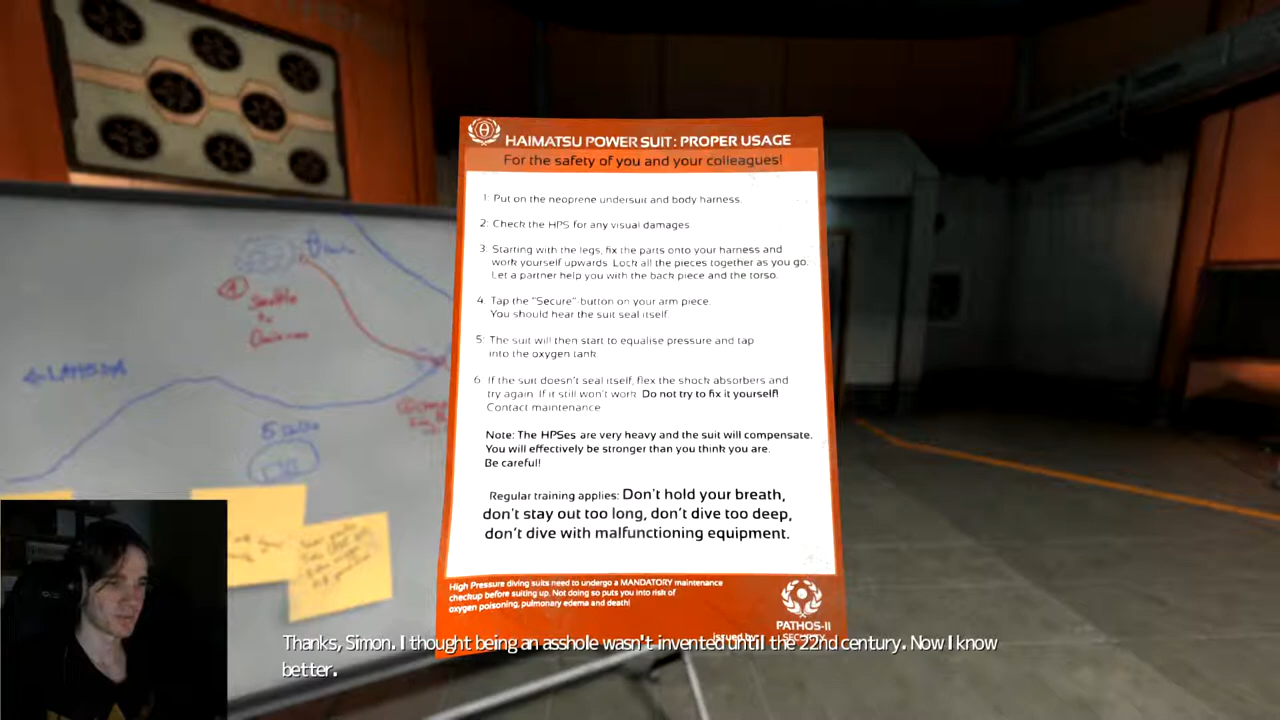 HAIMATSU POWER SUIT: PROPER USAGE
For the safety of you and your colleagues!
1: Put on the neoprene undersuit and body harness.
2: Check the HPS for any visual damages
3: Starting with the legs, fix the parts onto your harness and
work yourself upwards. Lock all the pieces together as you go.
Let a partner help you with the back piece and the torso.
4: Tap the "Secure"-button on your arm piece.
You should hear the suit seal itself.
5: The suit will then start to equalise pressure and tap
into the oxygen tank.
6 If the suit doesn't seal itself, flex the shock absorbers and
try again. If it still won't work. Do not try to fix it yourself!
Contact maintenance
Note: The HPSes are very heavy and the suit will compensate.
You will effectively be stronger than you think you are.
Be careful!
Regular training applies: Don't hold your breath,
don't stay out too long, don't dive too deep,
don't dive with malfunctioning equipment.
High Pressure diving suits need to undergo a MANDATORY maintenance
checkup before suiting up. Not doing so puts you into risk of
oxygen poisoning, pulmonary edema and death!
PATHOS-II
Issued by: SECURITY
←LAMBDA
Thanks, Simon. I thought being an asshole wasn't invented until the 22nd century. Now I know
better.